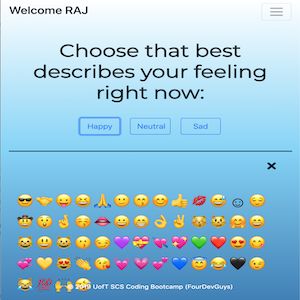 Welcome RAJ
Choose that best
describes your feeling
right now:
Happy Neutral Sad
2019 UofT SCS Coding Bootcamp (FourDevGuys)